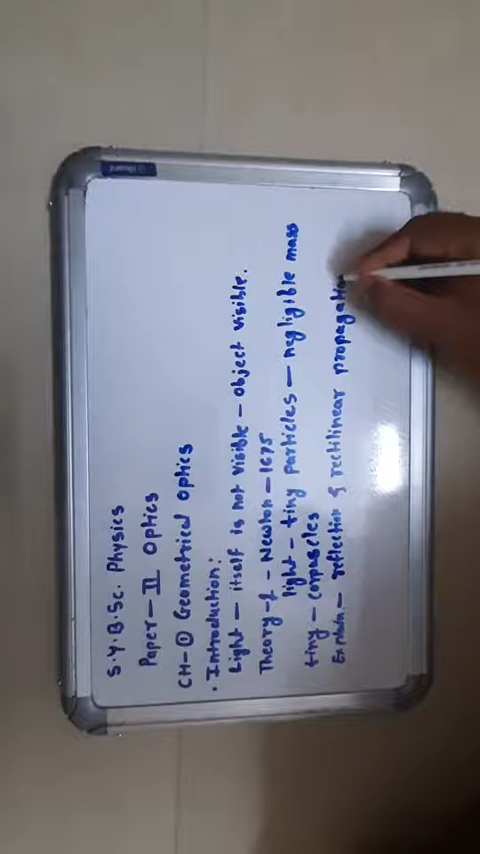 S.Y.B.Sc. Physics
Paper-II Optics
CH-① Geometrical Optics
• Introduction:
Light - itself is not visible - object visible.
Theory-1 - Newton - 1675
light - tiny particles - negligible mass
tiny - corpuscles
Explain - reflection & rectilinear propagatio